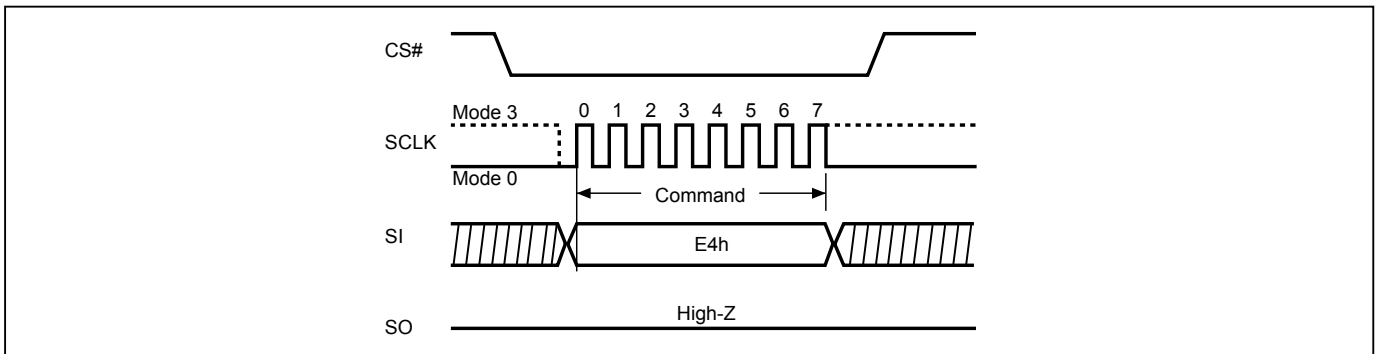 CS#
Mode 3
0 1 2 3 4 5 6 7
SCLK
Mode 0
Command
SI
E4h
High-Z
SO